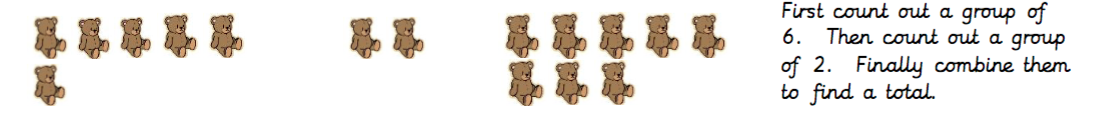 First count out a group of
6. Then count out a group
of 2. Finally combine them
to find a total.